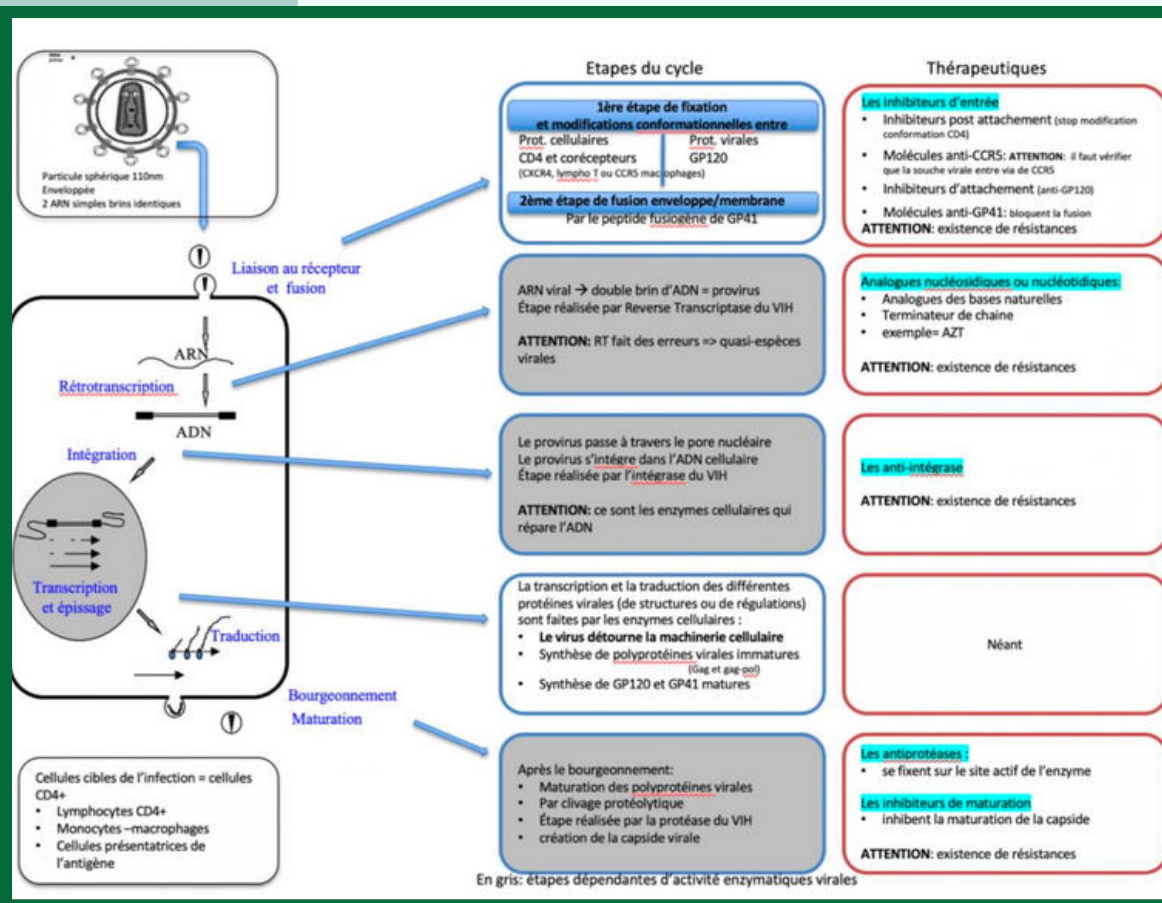 Particule sphérique 110nm
Enveloppée
2 ARN simples brins identiques
Liaison au récepteur
et fusion
ARN
Rétrotranscription
ADN
Intégration
Transcription
et épissage
Traduction
Bourgeonnement
Maturation
Cellules cibles de l'infection = cellules
CD4+
• Lymphocytes CD4+
• Monocytes –macrophages
• Cellules présentatrices de
l'antigène
Etapes du cycle
1ère étape de fixation
et modifications conformationnelles entre
Prot. cellulaires
CD4 et corécepteurs
(CXCR4, lympho T ou CCR5 macrophages)
Prot. virales
GP120
2ème étape de fusion enveloppe/membrane
Par le peptide fusiogène de GP41
ARN viral → double brin d'ADN = provirus
Étape réalisée par Reverse Transcriptase du VIH
ATTENTION: RT fait des erreurs => quasi-espèces
virales
Le provirus passe à travers le pore nucléaire
Le provirus s'intégre dans l'ADN cellulaire
Étape réalisée par l'intégrase du VIH
ATTENTION: ce sont les enzymes cellulaires qui
répare l'ADN
La transcription et la traduction des différentes
protéines virales (de structures ou de régulations)
sont faites par les enzymes cellulaires :
• Le virus détourne la machinerie cellulaire
• Synthèse de polyprotéines virales immatures
(Gag et gag-pol)
• Synthèse de GP120 et GP41 matures
Après le bourgeonnement:
• Maturation des polyprotéines virales
• Par clivage protéolytique
• Étape réalisée par la protéase du VIH
• création de la capside virale
En gris: étapes dépendantes d'activité enzymatiques virales
Thérapeutiques
Les inhibiteurs d'entrée
• Inhibiteurs post attachement (stop modification
conformation CD4)
• Molécules anti-CCR5: ATTENTION: il faut vérifier
que la souche virale entre via de CCR5
• Inhibiteurs d'attachement (anti-GP120)
• Molécules anti-GP41: bloquent la fusion
ATTENTION: existence de résistances
Analogues nucléosidiques ou nucléotidiques:
• Analogues des bases naturelles
• Terminateur de chaine
• exemple= AZT
ATTENTION: existence de résistances
Les anti-intégrase
ATTENTION: existence de résistances
Néant
Les antiprotéases :
• se fixent sur le site actif de l'enzyme
Les inhibiteurs de maturation
• inhibent la maturation de la capside
ATTENTION: existence de résistances